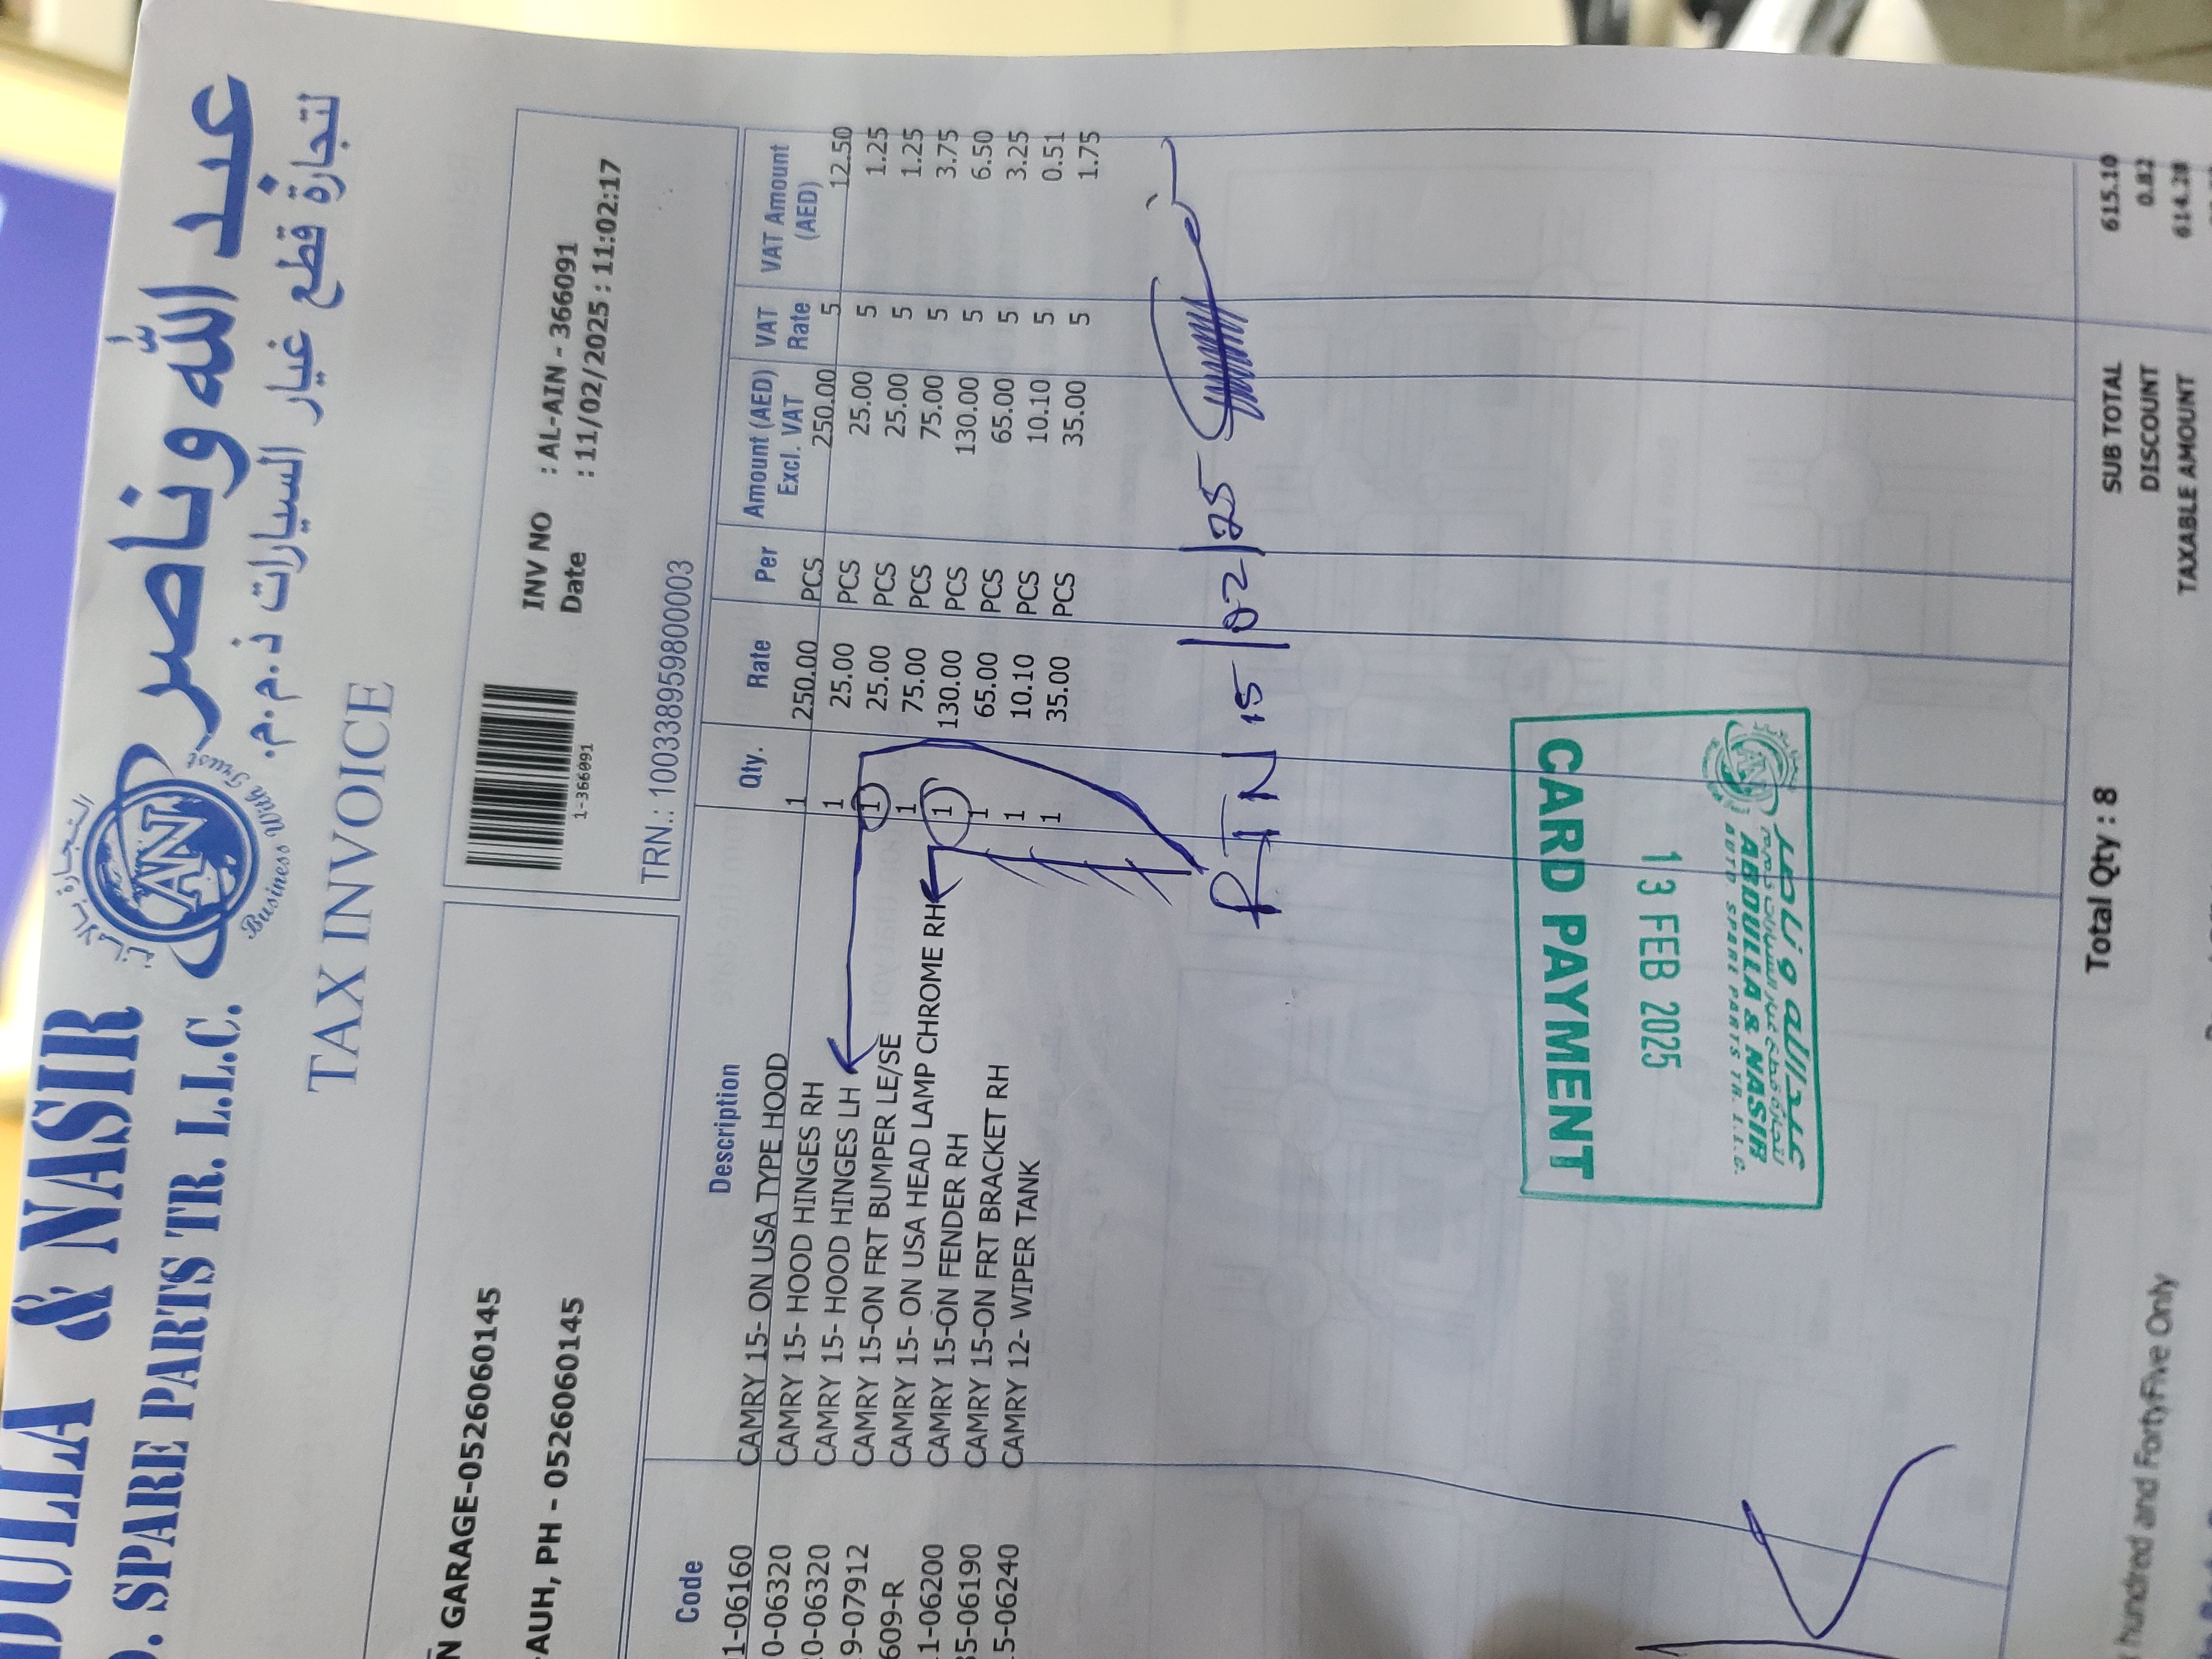 عبد الله وناصر
لتجارة قطع غيار السيارات ذ.م.م.
& NASIR
SPARE PARTS TR. L.L.C.
AN
Business With Trust
TAX INVOICE
GARAGE-0526060145
AUH, PH - 0526060145
1-366091
INV NO : AL-AIN - 366091
Date : 11/02/2025 : 11:02:17
TRN.: 100338959800003
Code Description Qty. Rate Per Amount (AED) Excl. VAT VAT Rate VAT Amount (AED)
1-06160 CAMRY 15- ON USA TYPE HOOD 1 250.00 PCS 250.00 5 12.50
0-06320 CAMRY 15- HOOD HINGES RH 1 25.00 PCS 25.00 5 1.25
0-06320 CAMRY 15- HOOD HINGES LH 1 25.00 PCS 25.00 5 1.25
9-07912 CAMRY 15-ON FRT BUMPER LE/SE 1 75.00 PCS 75.00 5 3.75
609-R CAMRY 15- ON USA HEAD LAMP CHROME RH 1 130.00 PCS 130.00 5 6.50
1-06200 CAMRY 15-ON FENDER RH 1 65.00 PCS 65.00 5 3.25
35-06190 CAMRY 15-ON FRT BRACKET RH 1 10.10 PCS 10.10 5 0.51
5-06240 CAMRY 12- WIPER TANK 1 35.00 PCS 35.00 5 1.75
RTN 15/02/25
CARD PAYMENT
13 FEB 2025
عبدالله وناصر
ABDULLA & NASIR
AUTO SPARE PARTS TR. L.L.C.
Total Qty : 8
SUB TOTAL 615.10
DISCOUNT 0.82
TAXABLE AMOUNT 614.28
hundred and FortyFive Only